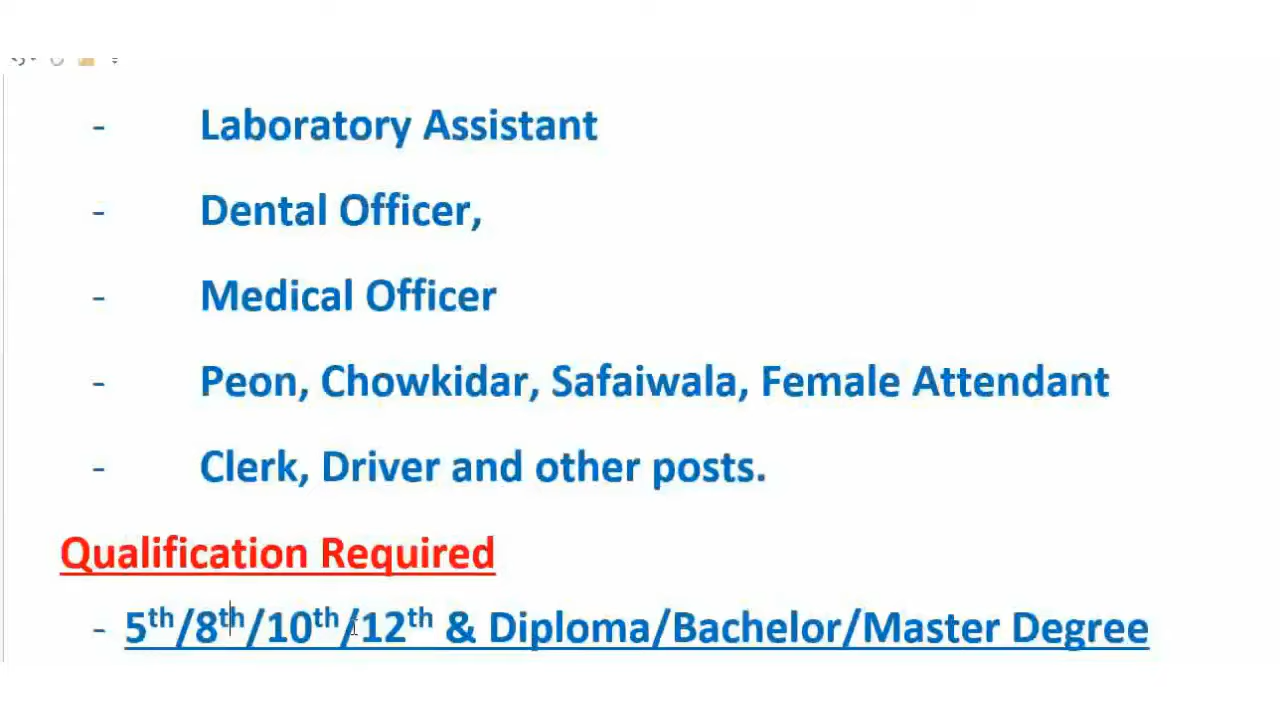 - Laboratory Assistant
- Dental Officer,
- Medical Officer
- Peon, Chowkidar, Safaiwala, Female Attendant
- Clerk, Driver and other posts.
Qualification Required
- 5th/8th/10th/12th & Diploma/Bachelor/Master Degree